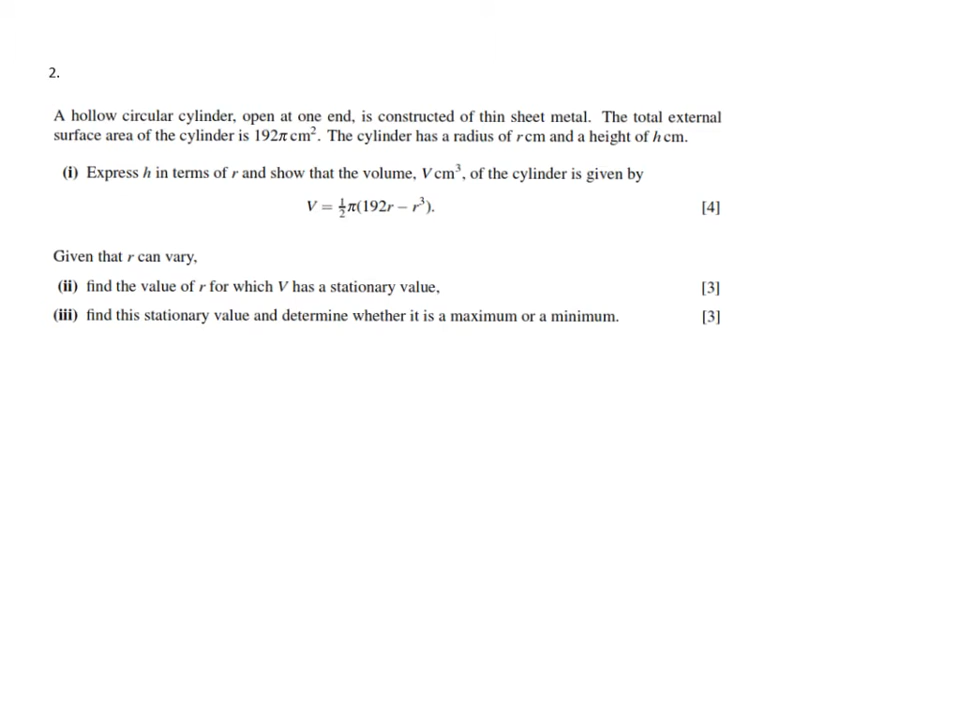 2.
A hollow circular cylinder, open at one end, is constructed of thin sheet metal. The total external
surface area of the cylinder is 192π cm². The cylinder has a radius of r cm and a height of h cm.
(i) Express h in terms of r and show that the volume, V cm³, of the cylinder is given by
V = ½π(192r − r³). [4]
Given that r can vary,
(ii) find the value of r for which V has a stationary value, [3]
(iii) find this stationary value and determine whether it is a maximum or a minimum. [3]